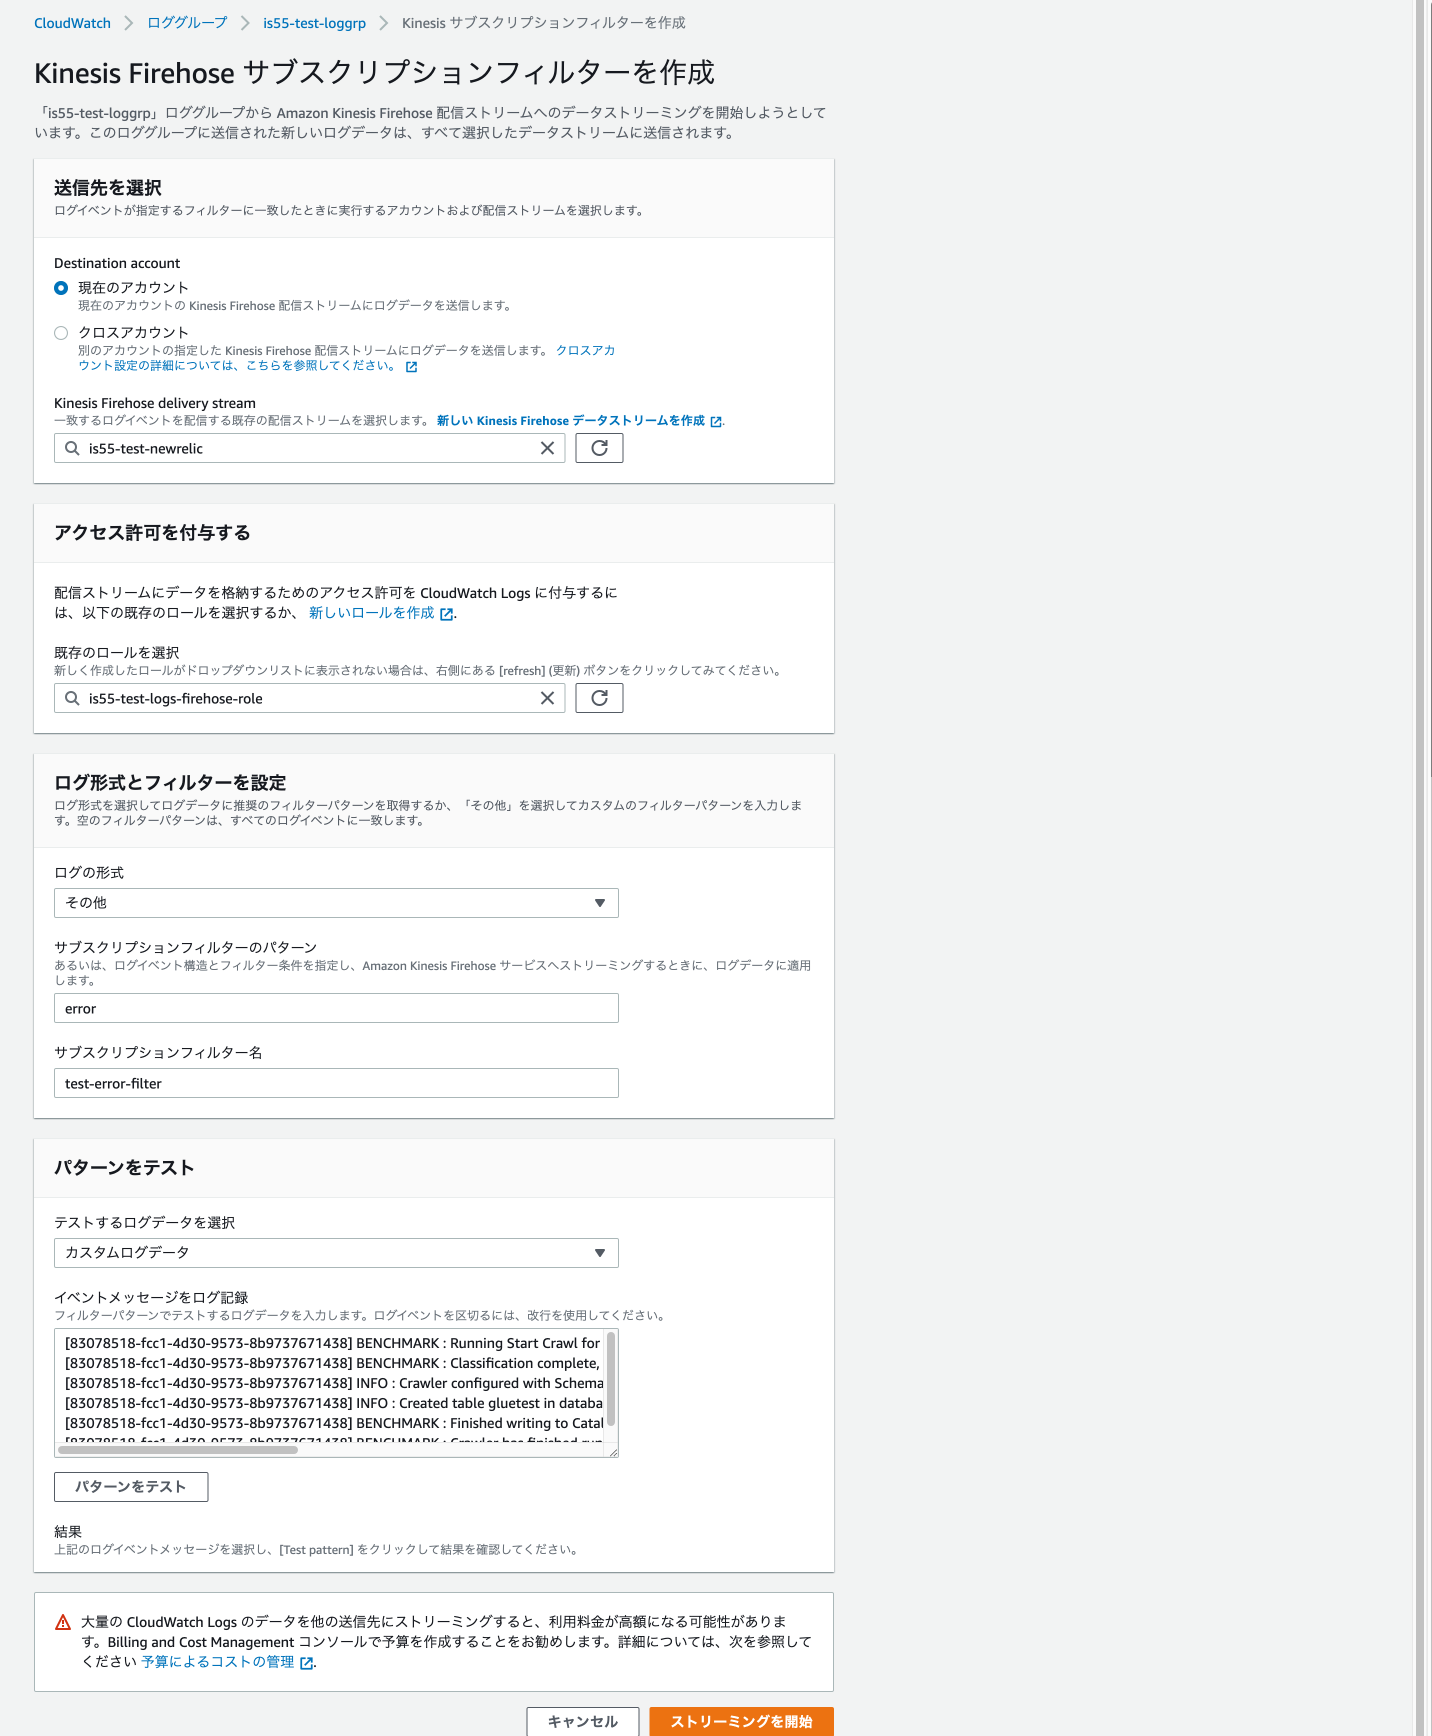 CloudWatch > ロググループ > is55-test-loggrp > Kinesis サブスクリプションフィルターを作成
Kinesis Firehose サブスクリプションフィルターを作成
「is55-test-loggrp」ロググループから Amazon Kinesis Firehose 配信ストリームへのデータストリーミングを開始しようとして
います。このロググループに送信された新しいログデータは、すべて選択したデータストリームに送信されます。
送信先を選択
ログイベントが指定するフィルターに一致したときに実行するアカウントおよび配信ストリームを選択します。
Destination account
現在のアカウント
現在のアカウントの Kinesis Firehose 配信ストリームにログデータを送信します。
クロスアカウント
別のアカウントの指定した Kinesis Firehose 配信ストリームにログデータを送信します。 クロスアカ
ウント設定の詳細については、こちらを参照してください。
Kinesis Firehose delivery stream
一致するログイベントを配信する既存の配信ストリームを選択します。 新しい Kinesis Firehose データストリームを作成 .
is55-test-newrelic
アクセス許可を付与する
配信ストリームにデータを格納するためのアクセス許可を CloudWatch Logs に付与するに
は、以下の既存のロールを選択するか、 新しいロールを作成 .
既存のロールを選択
新しく作成したロールがドロップダウンリストに表示されない場合は、右側にある [refresh] (更新) ボタンをクリックしてみてください。
is55-test-logs-firehose-role
ログ形式とフィルターを設定
ログ形式を選択してログデータに推奨のフィルターパターンを取得するか、「その他」を選択してカスタムのフィルターパターンを入力しま
す。空のフィルターパターンは、すべてのログイベントに一致します。
ログの形式
その他
サブスクリプションフィルターのパターン
あるいは、ログイベント構造とフィルター条件を指定し、Amazon Kinesis Firehose サービスへストリーミングするときに、ログデータに適用
します。
error
サブスクリプションフィルター名
test-error-filter
パターンをテスト
テストするログデータを選択
カスタムログデータ
イベントメッセージをログ記録
フィルターパターンでテストするログデータを入力します。ログイベントを区切るには、改行を使用してください。
[83078518-fcc1-4d30-9573-8b9737671438] BENCHMARK : Running Start Crawl for
[83078518-fcc1-4d30-9573-8b9737671438] BENCHMARK : Classification complete,
[83078518-fcc1-4d30-9573-8b9737671438] INFO : Crawler configured with Schema
[83078518-fcc1-4d30-9573-8b9737671438] INFO : Created table gluetest in databa
[83078518-fcc1-4d30-9573-8b9737671438] BENCHMARK : Finished writing to Catal
[83078518-fcc1-4d30-9573-8b9737671438] BENCHMARK : Crawler has finished run
パターンをテスト
結果
上記のログイベントメッセージを選択し、[Test pattern] をクリックして結果を確認してください。
大量の CloudWatch Logs のデータを他の送信先にストリーミングすると、利用料金が高額になる可能性がありま
す。Billing and Cost Management コンソールで予算を作成することをお勧めします。詳細については、次を参照して
ください 予算によるコストの管理 .
キャンセル
ストリーミングを開始